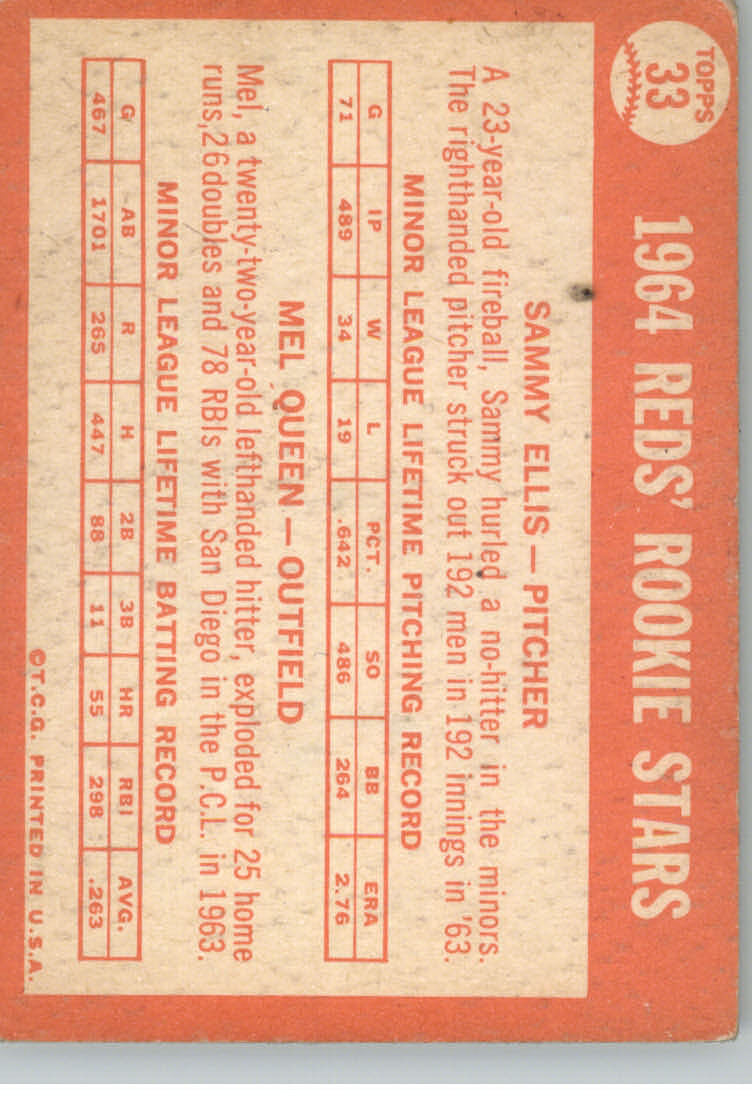 TOPPS
33
1964 REDS' ROOKIE STARS
SAMMY ELLIS — PITCHER
A 23-year-old fireball, Sammy hurled a no-hitter in the minors.
The righthanded pitcher struck out 192 men in 192 innings in '63.
MINOR LEAGUE LIFETIME PITCHING RECORD
G IP W L PCT. SO BB ERA
71 489 34 19 .642 486 264 2.76
MEL QUEEN — OUTFIELD
Mel, a twenty-two-year-old lefthanded hitter, exploded for 25 home
runs, 26 doubles and 78 RBIs with San Diego in the P.C.L. in 1963.
MINOR LEAGUE LIFETIME BATTING RECORD
G AB R H 2B 3B HR RBI AVG.
467 1701 265 447 88 11 55 298 .263
©T.C.G. PRINTED IN U.S.A.